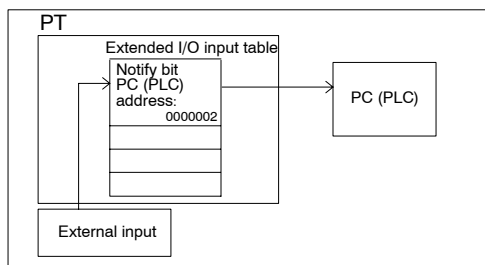 PT
Extended I/O input table
Notify bit
PC (PLC)
address:
0000002
PC (PLC)
External input